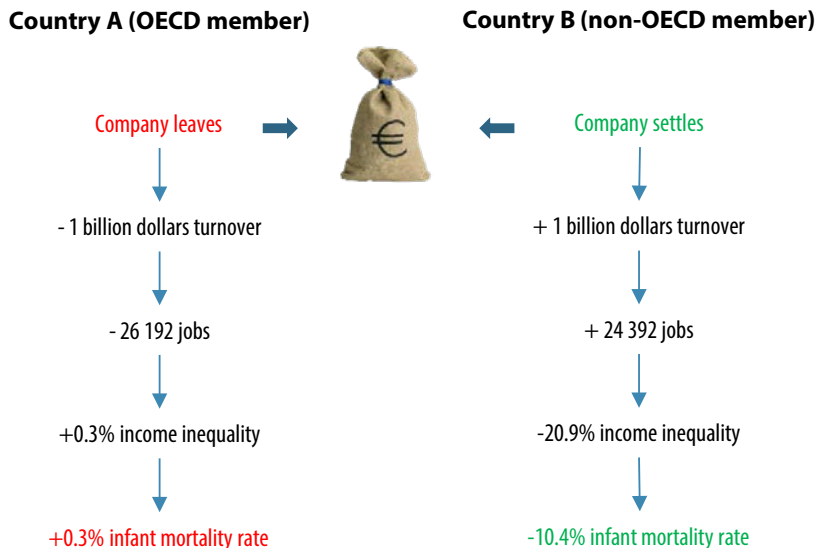 Country A (OECD member)
Country B (non-OECD member)
€
Company leaves
Company settles
- 1 billion dollars turnover
+ 1 billion dollars turnover
- 26 192 jobs
+ 24 392 jobs
+0.3% income inequality
-20.9% income inequality
+0.3% infant mortality rate
-10.4% infant mortality rate